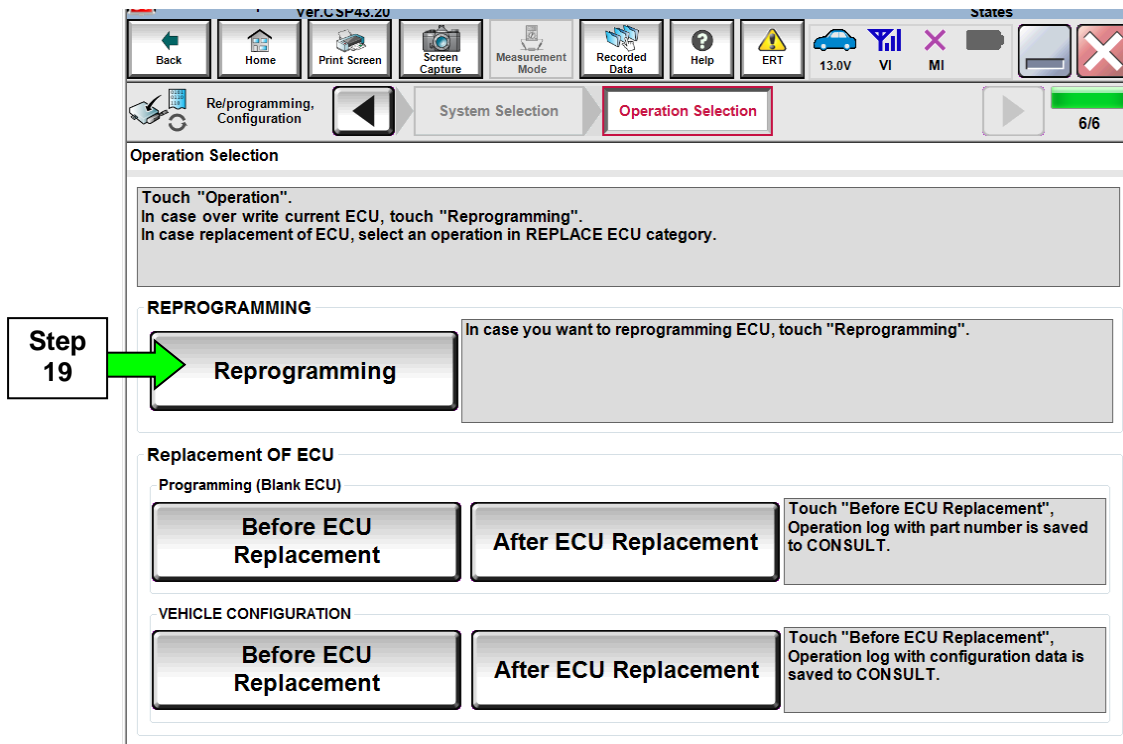 Ver.CSP43.20
States
Back
Home
Print Screen
Screen
Capture
Measurement
Mode
Recorded
Data
Help
ERT
13.0V
VI
MI
Re/programming,
Configuration
System Selection
Operation Selection
6/6
Operation Selection
Touch "Operation".
In case over write current ECU, touch "Reprogramming".
In case replacement of ECU, select an operation in REPLACE ECU category.
REPROGRAMMING
Step
19
Reprogramming
In case you want to reprogramming ECU, touch "Reprogramming".
Replacement OF ECU
Programming (Blank ECU)
Before ECU
Replacement
After ECU Replacement
Touch "Before ECU Replacement",
Operation log with part number is saved
to CONSULT.
VEHICLE CONFIGURATION
Before ECU
Replacement
After ECU Replacement
Touch "Before ECU Replacement",
Operation log with configuration data is
saved to CONSULT.